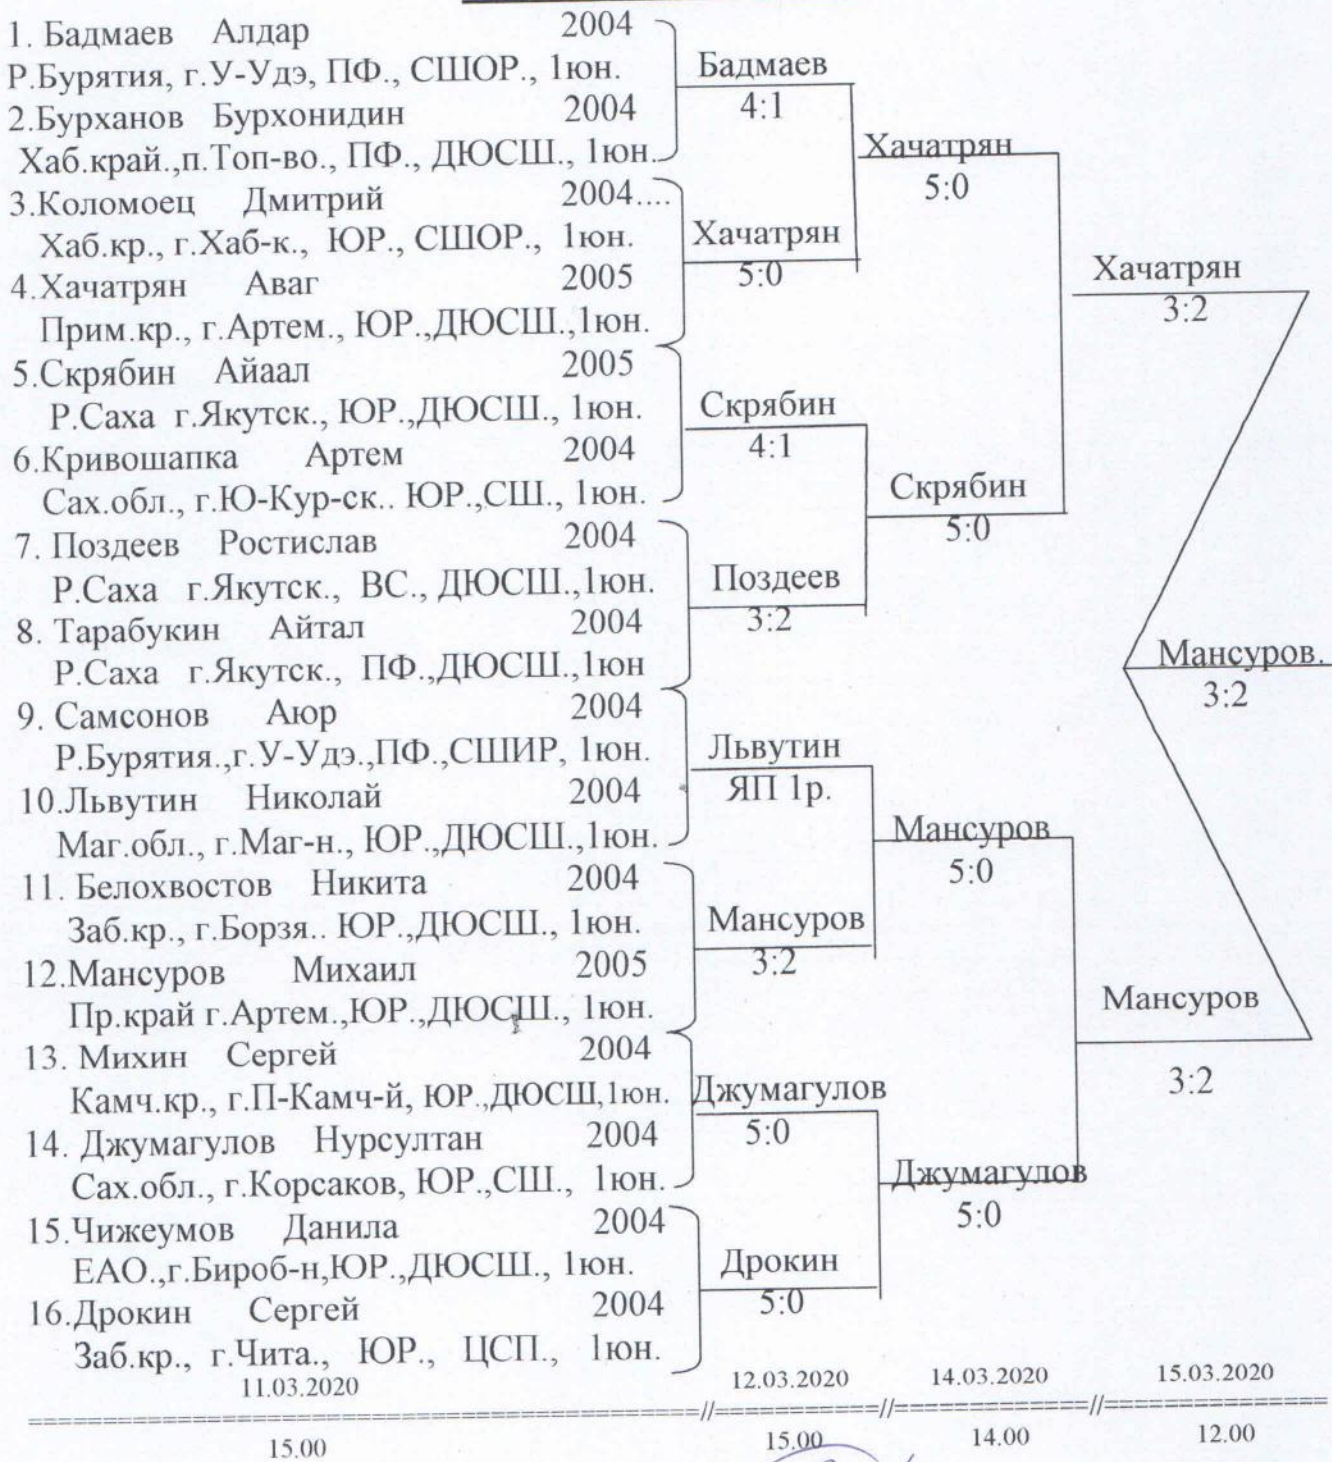 1. Бадмаев Алдар 2004
Р.Бурятия, г.У-Удэ, ПФ., СШОР., 1юн.
Бадмаев
4:1
2.Бурханов Бурхонидин 2004
Хаб.край.,п.Топ-во., ПФ., ДЮСШ., 1юн.
Хачатрян
5:0
3.Коломоец Дмитрий 2004....
Хаб.кр., г.Хаб-к., ЮР., СШОР., 1юн.
Хачатрян
5:0
4.Хачатрян Аваг 2005
Прим.кр., г.Артем., ЮР.,ДЮСШ.,1юн.
Хачатрян
3:2
5.Скрябин Айаал 2005
Р.Саха г.Якутск., ЮР.,ДЮСШ., 1юн.
Скрябин
4:1
6.Кривошапка Артем 2004
Сах.обл., г.Ю-Кур-ск.. ЮР.,СШ., 1юн.
Скрябин
5:0
7. Поздеев Ростислав 2004
Р.Саха г.Якутск., ВС., ДЮСШ.,1юн.
Поздеев
3:2
8. Тарабукин Айтал 2004
Р.Саха г.Якутск., ПФ.,ДЮСШ.,1юн
Мансуров.
3:2
9. Самсонов Аюр 2004
Р.Бурятия.,г.У-Удэ.,ПФ.,СШИР, 1юн.
Львутин
ЯП 1р.
10.Львутин Николай 2004
Маг.обл., г.Маг-н., ЮР.,ДЮСШ.,1юн.
Мансуров
5:0
11. Белохвостов Никита 2004
Заб.кр., г.Борзя.. ЮР.,ДЮСШ., 1юн.
Мансуров
3:2
12.Мансуров Михаил 2005
Пр.край г.Артем.,ЮР.,ДЮСШ., 1юн.
Мансуров
3:2
13. Михин Сергей 2004
Камч.кр., г.П-Камч-й, ЮР.,ДЮСШ,1юн.
Джумагулов
5:0
14. Джумагулов Нурсултан 2004
Сах.обл., г.Корсаков, ЮР.,СШ., 1юн.
Джумагулов
5:0
15.Чижеумов Данила 2004
ЕАО.,г.Бироб-н,ЮР.,ДЮСШ., 1юн.
Дрокин
5:0
16.Дрокин Сергей 2004
Заб.кр., г.Чита., ЮР., ЦСП., 1юн.
11.03.2020 12.03.2020 14.03.2020 15.03.2020
15.00 15.00 14.00 12.00